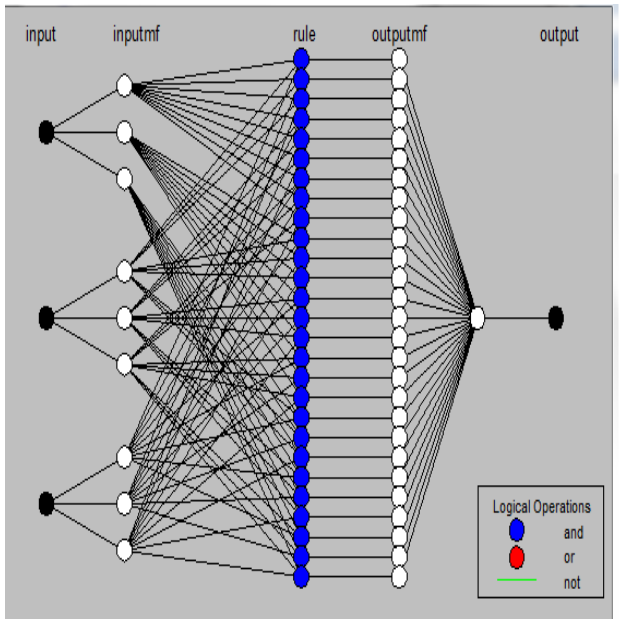 input inputmf rule outputmf output
Logical Operations
and
or
not